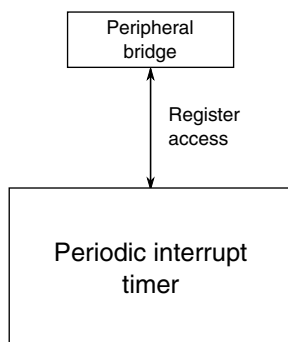 Peripheral
bridge
Register
access
Periodic interrupt
timer